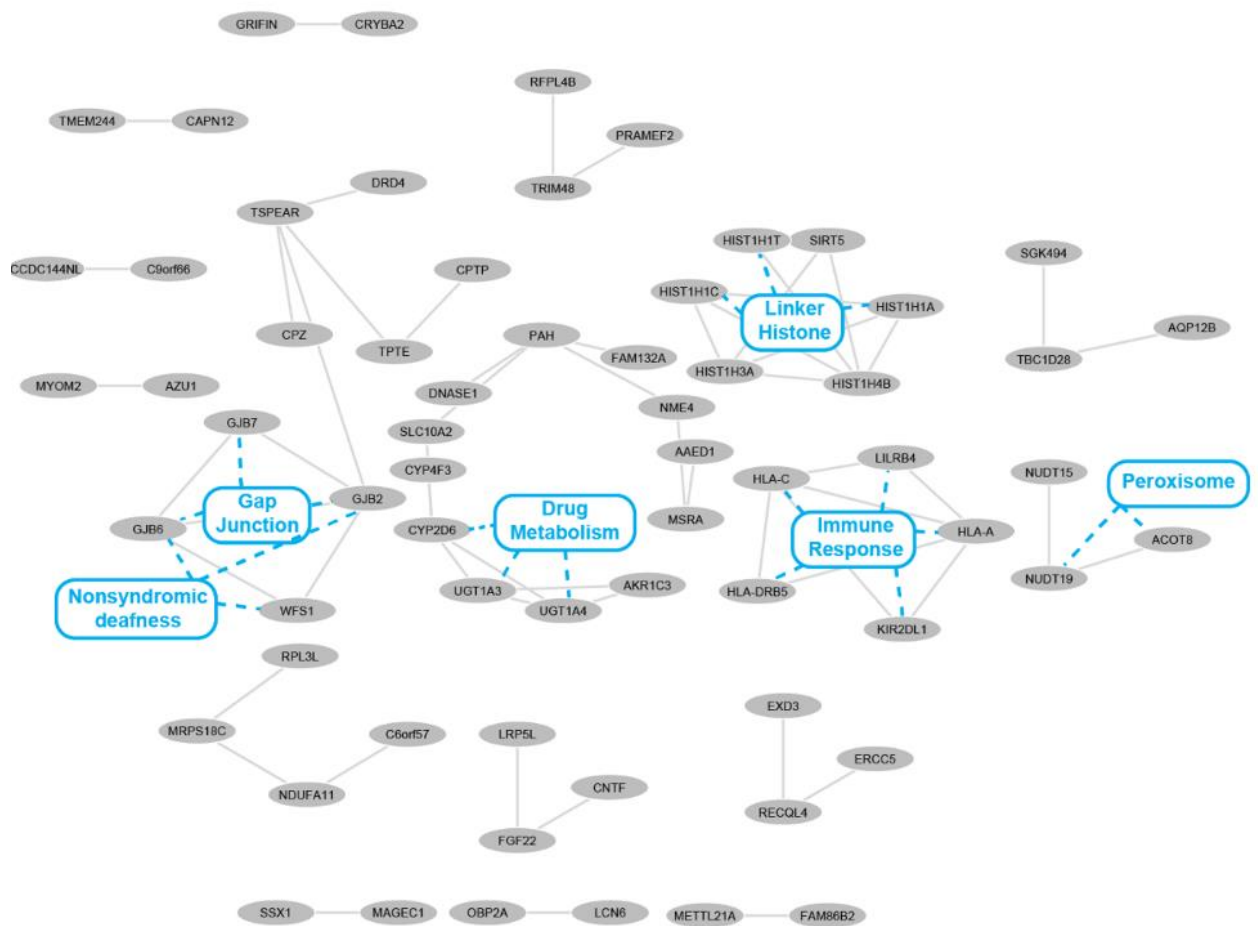 GRIFIN
CRYBA2
RFPL4B
TMEM244
CAPN12
PRAMEF2
DRD4
TRIM48
TSPEAR
HIST1H1T
SIRT5
SGK494
CCDC144NL
C9orf66
CPTP
HIST1H1C
Linker
Histone
HIST1H1A
AQP12B
CPZ
TPTE
PAH
FAM132A
TBC1D28
HIST1H3A
HIST1H4B
MYOM2
AZU1
DNASE1
NME4
GJB7
SLC10A2
AAED1
LILRB4
CYP4F3
HLA-C
NUDT15
Peroxisome
GJB2
Gap
Junction
Drug
Metabolism
MSRA
GJB6
CYP2D6
Immune
Response
HLA-A
ACOT8
NUDT19
UGT1A3
AKR1C3
HLA-DRB5
Nonsyndromic
deafness
WFS1
UGT1A4
KIR2DL1
RPL3L
EXD3
MRPS18C
C6orf57
LRP5L
ERCC5
NDUFA11
CNTF
RECQL4
FGF22
SSX1
MAGEC1
OBP2A
LCN6
METTL21A
FAM86B2